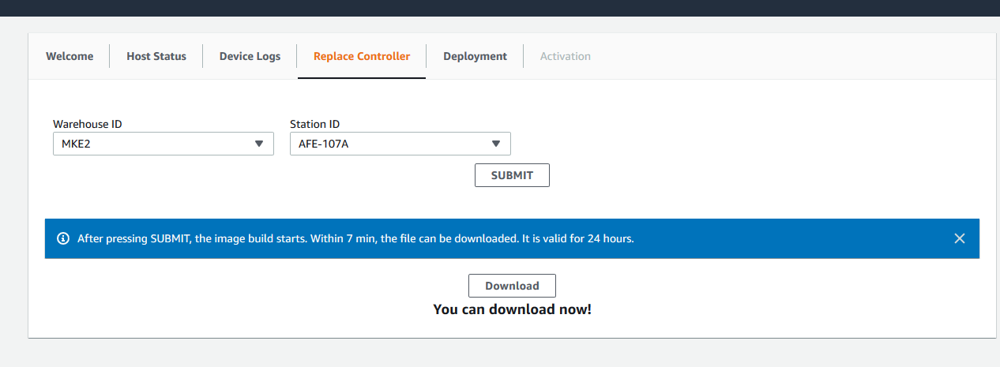 Welcome Host Status Device Logs Replace Controller Deployment Activation
Warehouse ID Station ID
MKE2 AFE-107A
SUBMIT
After pressing SUBMIT, the image build starts. Within 7 min, the file can be downloaded. It is valid for 24 hours.
Download
You can download now!